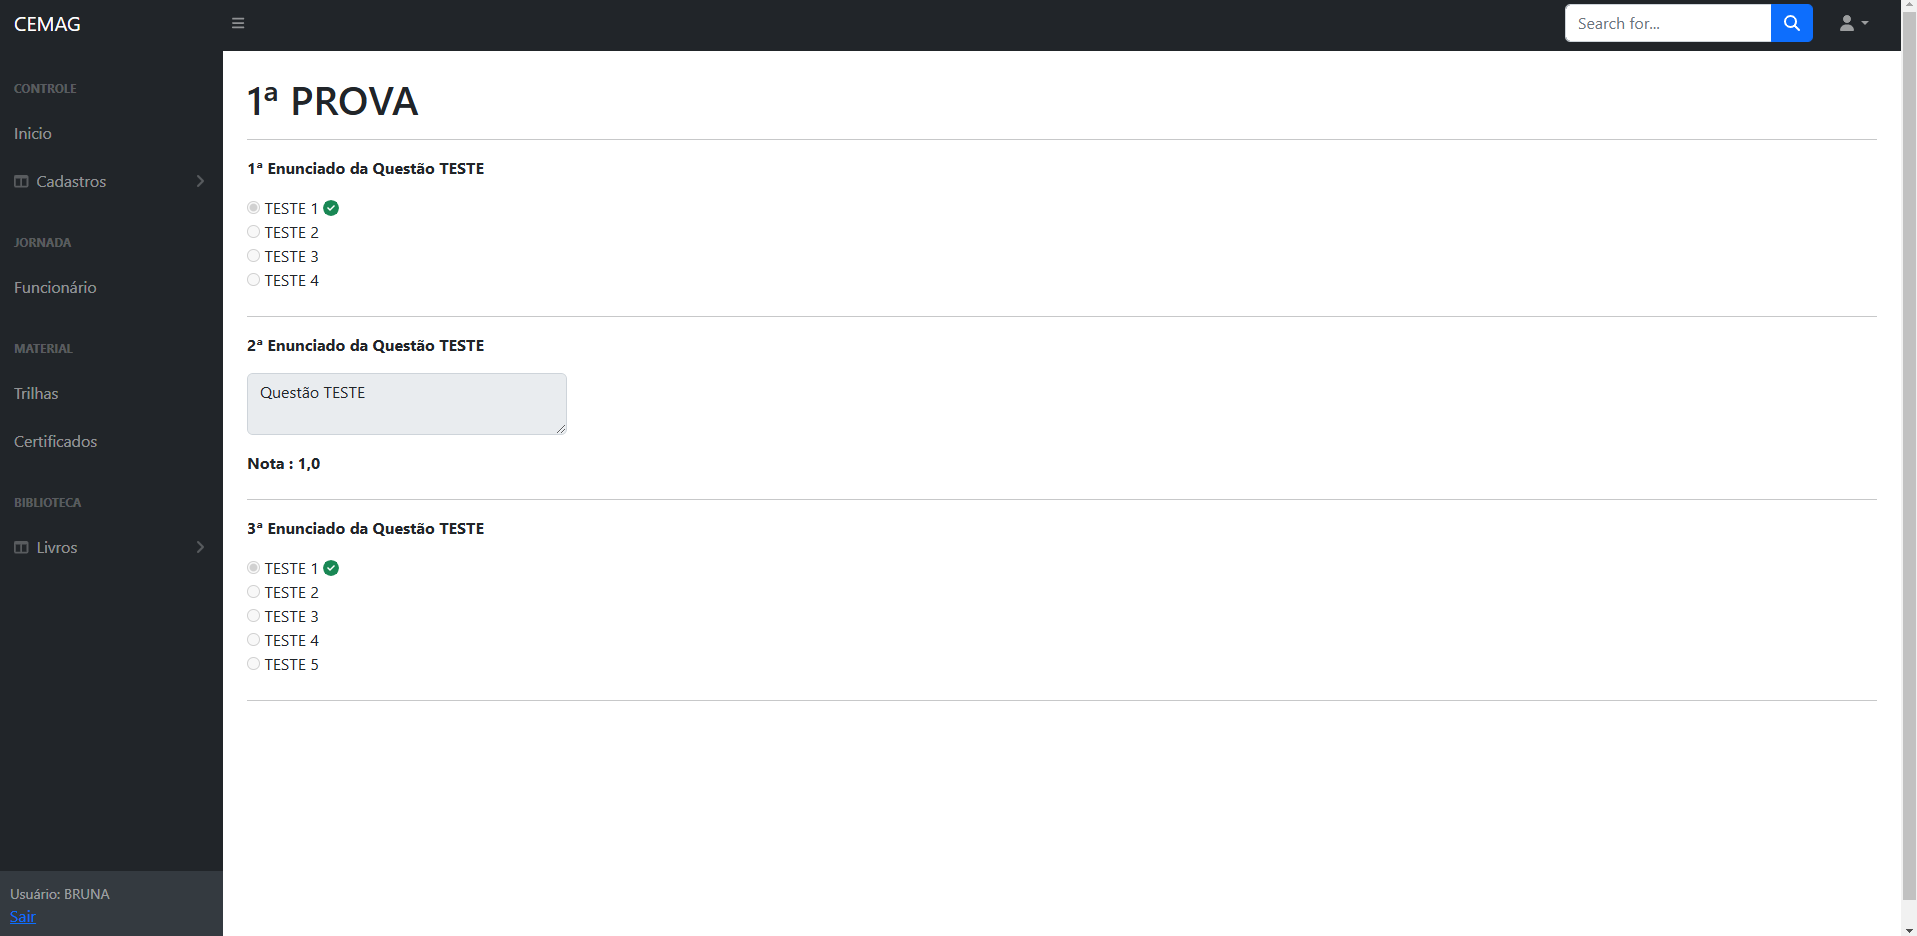 CEMAG
Search for...
CONTROLE
Inicio
Cadastros
JORNADA
Funcionário
MATERIAL
Trilhas
Certificados
BIBLIOTECA
Livros
Usuário: BRUNA
Sair
1ª PROVA
1ª Enunciado da Questão TESTE
TESTE 1
TESTE 2
TESTE 3
TESTE 4
2ª Enunciado da Questão TESTE
Questão TESTE
Nota : 1,0
3ª Enunciado da Questão TESTE
TESTE 1
TESTE 2
TESTE 3
TESTE 4
TESTE 5